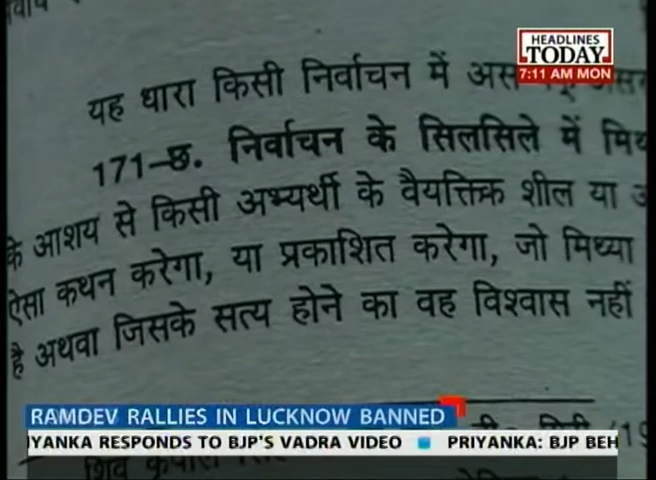 HEADLINES
TODAY
7:11 AM MON
यह धारा किसी निर्वाचन में
171-छ. निर्वाचन के सिलसिले में
के आशय से किसी अभ्यर्थी के वैयक्तिक शील या
ऐसा कथन करेगा, या प्रकाशित करेगा, जो मिथ्या
है अथवा जिसके सत्य होने का वह विश्वास नहीं
RAMDEV RALLIES IN LUCKNOW BANNED
IYANKA RESPONDS TO BJP'S VADRA VIDEO PRIYANKA: BJP BEH